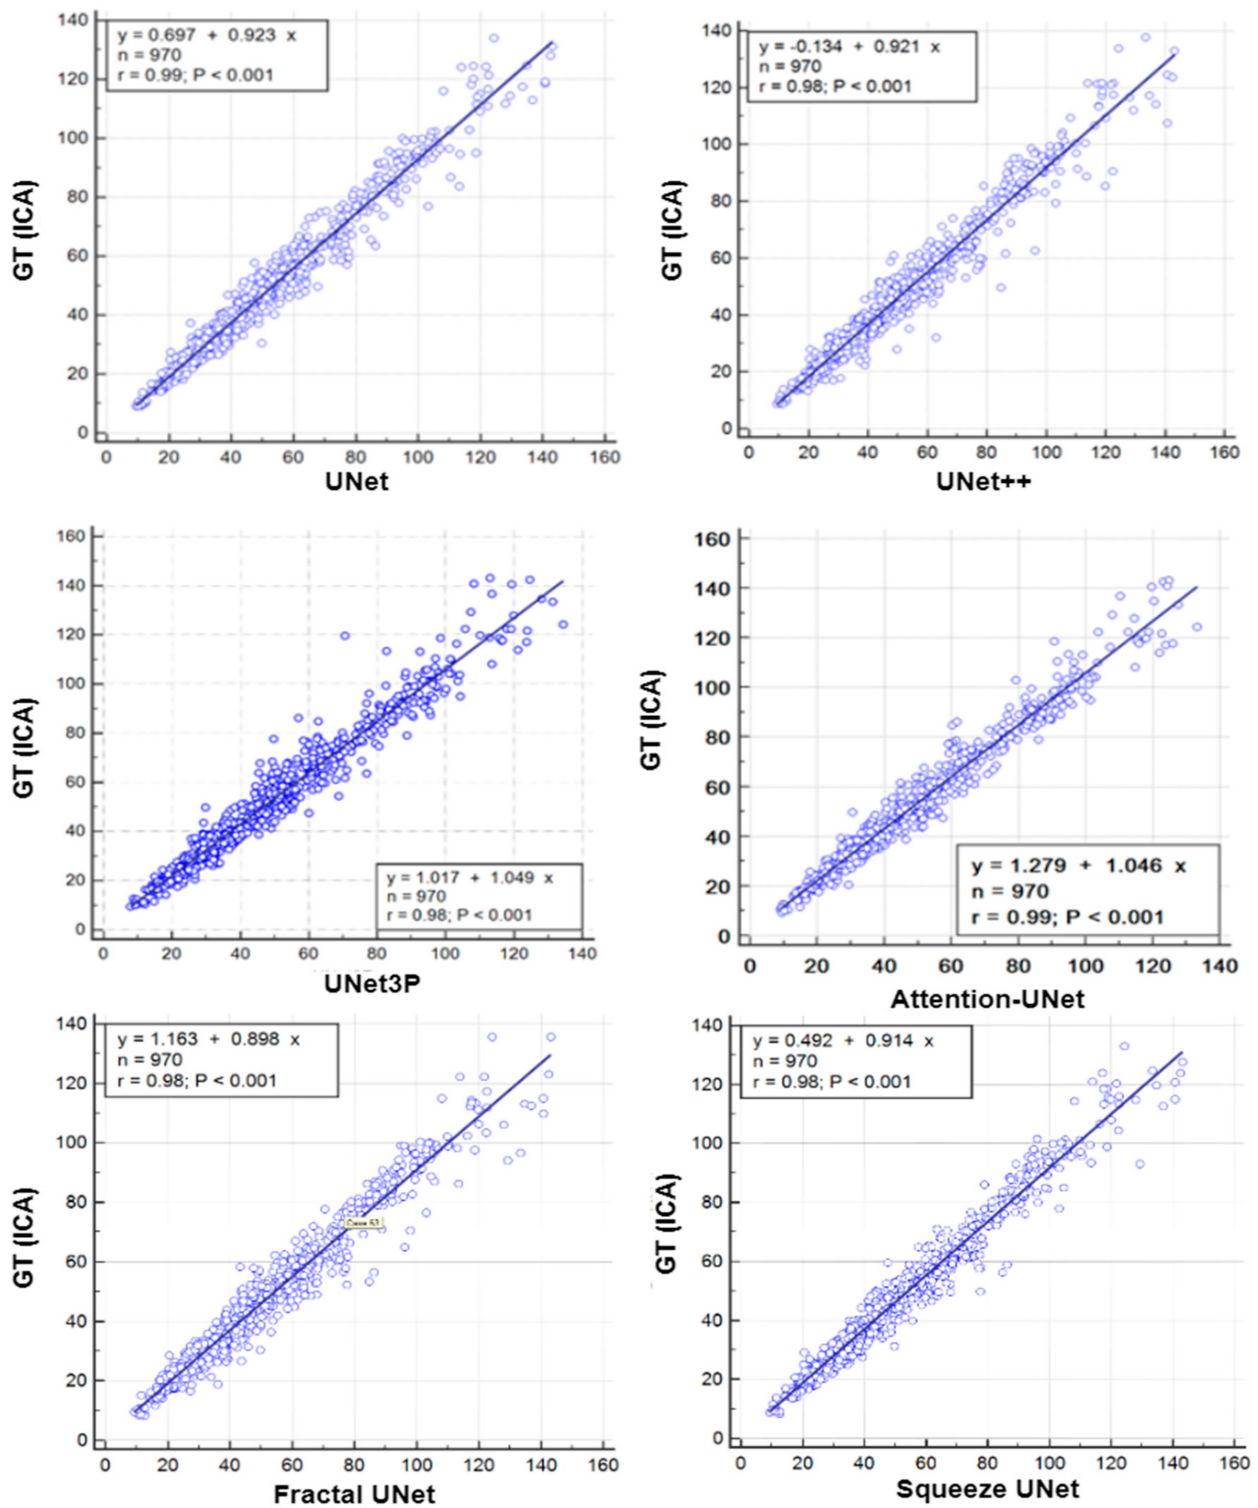 140
120
100
80
60
40
20
0
y = 0.697 + 0.923 x
n = 970
r = 0.99; P < 0.001
GT (ICA)
0 20 40 60 80 100 120 140 160
UNet
140
120
100
80
60
40
20
0
y = -0.134 + 0.921 x
n = 970
r = 0.98; P < 0.001
GT (ICA)
0 20 40 60 80 100 120 140 160
UNet++
160
140
120
100
80
60
40
20
0
GT (ICA)
y = 1.017 + 1.049 x
n = 970
r = 0.98; P < 0.001
0 20 40 60 80 100 120 140
UNet3P
160
140
120
100
80
60
40
20
0
GT (ICA)
y = 1.279 + 1.046 x
n = 970
r = 0.99; P < 0.001
0 20 40 60 80 100 120 140
Attention-UNet
140
120
100
80
60
40
20
0
y = 1.163 + 0.898 x
n = 970
r = 0.98; P < 0.001
GT (ICA)
0 20 40 60 80 100 120 140 160
Fractal UNet
140
120
100
80
60
40
20
0
y = 0.492 + 0.914 x
n = 970
r = 0.98; P < 0.001
GT (ICA)
0 20 40 60 80 100 120 140 160
Squeeze UNet